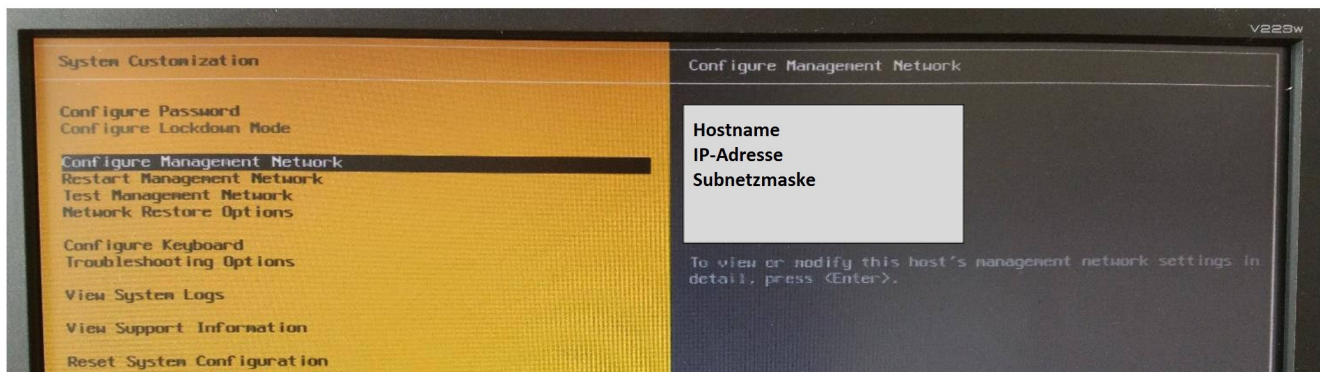 V223w
System Customization
Configure Password
Configure Lockdown Mode
Configure Management Network
Restart Management Network
Test Management Network
Network Restore Options
Configure Keyboard
Troubleshooting Options
View System Logs
View Support Information
Reset System Configuration
Configure Management Network
Hostname
IP-Adresse
Subnetzmaske
To view or modify this host's management network settings in
detail, press <Enter>.